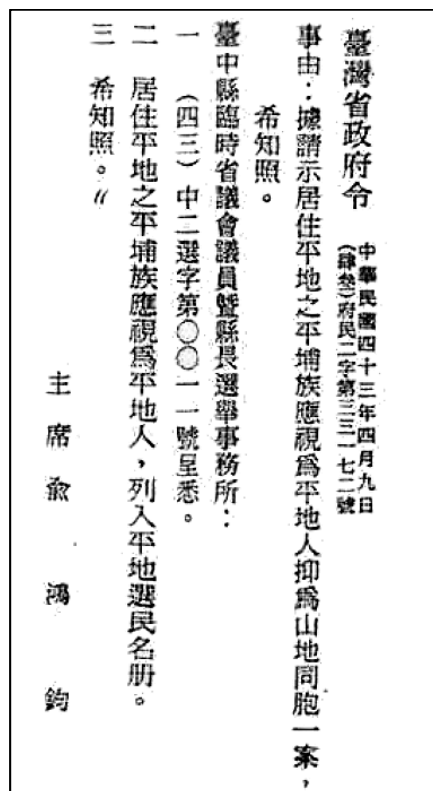 臺灣省政府令
中華民國四十三年四月九日
(肆叁)府民二字第三三一七二號
事由：據請示居住平地之平埔族應視爲平地人抑爲山地同胞一案，
希知照。
臺中縣臨時省議會議員暨縣長選舉事務所：
一　(四三)中二選字第〇〇一一號呈悉。
二　居住平地之平埔族應視爲平地人，列入平地選民名册。
三　希知照。〃
主席俞　鴻　鈞